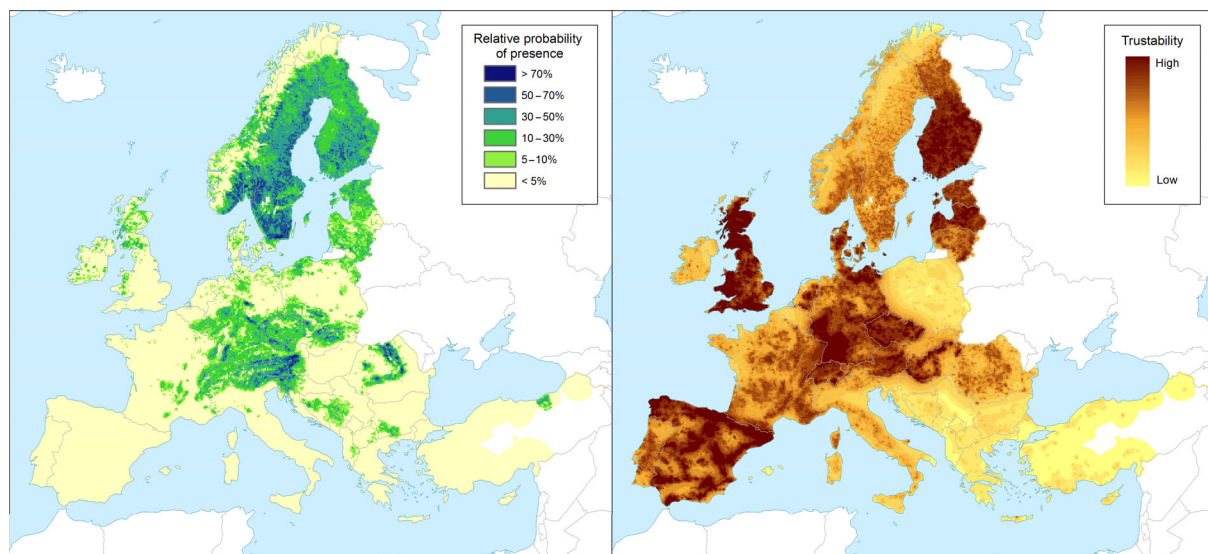 Relative probability
of presence
> 70%
50–70%
30–50%
10–30%
5–10%
< 5%
Trustability
High
Low